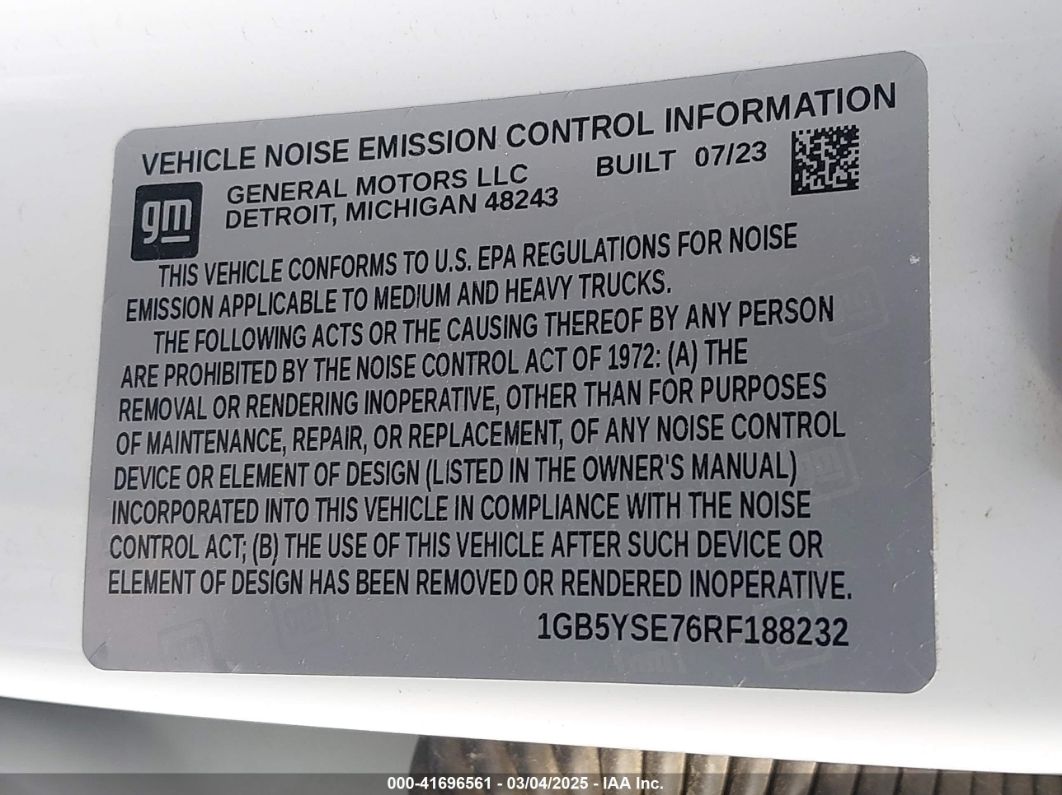 VEHICLE NOISE EMISSION CONTROL INFORMATION
gm
GENERAL MOTORS LLC
DETROIT, MICHIGAN 48243
BUILT 07/23
THIS VEHICLE CONFORMS TO U.S. EPA REGULATIONS FOR NOISE
EMISSION APPLICABLE TO MEDIUM AND HEAVY TRUCKS.
THE FOLLOWING ACTS OR THE CAUSING THEREOF BY ANY PERSON
ARE PROHIBITED BY THE NOISE CONTROL ACT OF 1972: (A) THE
REMOVAL OR RENDERING INOPERATIVE, OTHER THAN FOR PURPOSES
OF MAINTENANCE, REPAIR, OR REPLACEMENT, OF ANY NOISE CONTROL
DEVICE OR ELEMENT OF DESIGN (LISTED IN THE OWNER'S MANUAL)
INCORPORATED INTO THIS VEHICLE IN COMPLIANCE WITH THE NOISE
CONTROL ACT; (B) THE USE OF THIS VEHICLE AFTER SUCH DEVICE OR
ELEMENT OF DESIGN HAS BEEN REMOVED OR RENDERED INOPERATIVE.
1GB5YSE76RF188232
000-41696561 - 03/04/2025 - IAA Inc.